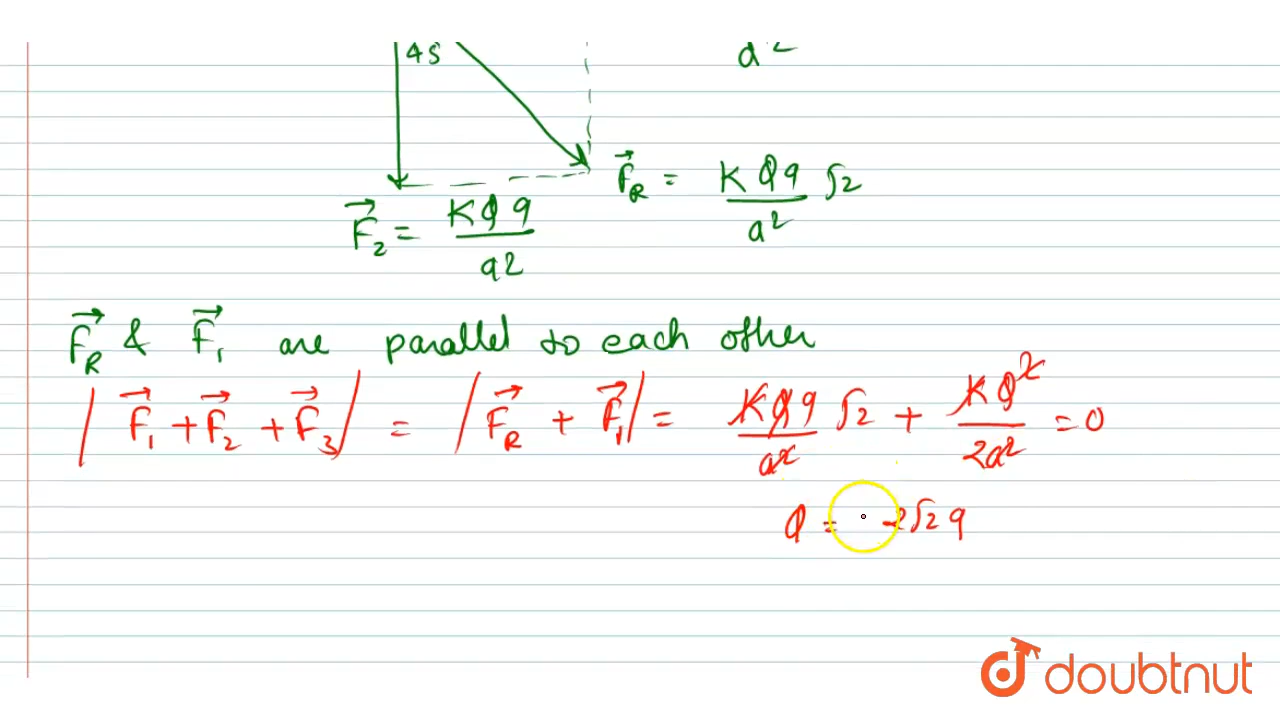 45
a²
F⃗_R = KQq/a² √2
F⃗₂ = KQq/a²
F⃗_R & F⃗₁ are parallel to each other
|F⃗₁ + F⃗₂ + F⃗₃| = |F⃗_R + F⃗₁| = KQq/a² √2 + KQ²/2a² = 0
Q = -2√2 q
doubtnut